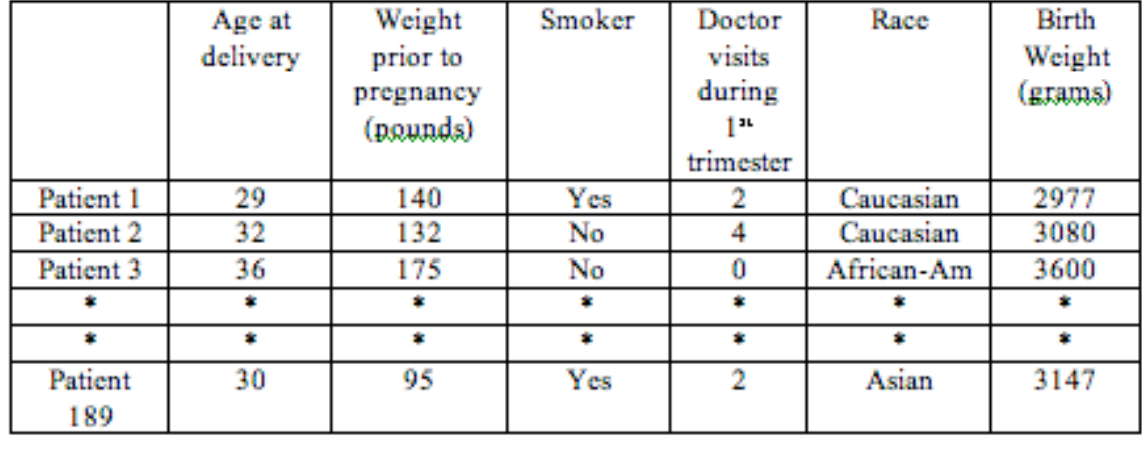 Age at delivery | Weight prior to pregnancy (pounds) | Smoker | Doctor visits during 1st trimester | Race | Birth Weight (grams)
Patient 1 | 29 | 140 | Yes | 2 | Caucasian | 2977
Patient 2 | 32 | 132 | No | 4 | Caucasian | 3080
Patient 3 | 36 | 175 | No | 0 | African-Am | 3600
* | * | * | * | * | * | *
* | * | * | * | * | * | *
Patient 189 | 30 | 95 | Yes | 2 | Asian | 3147